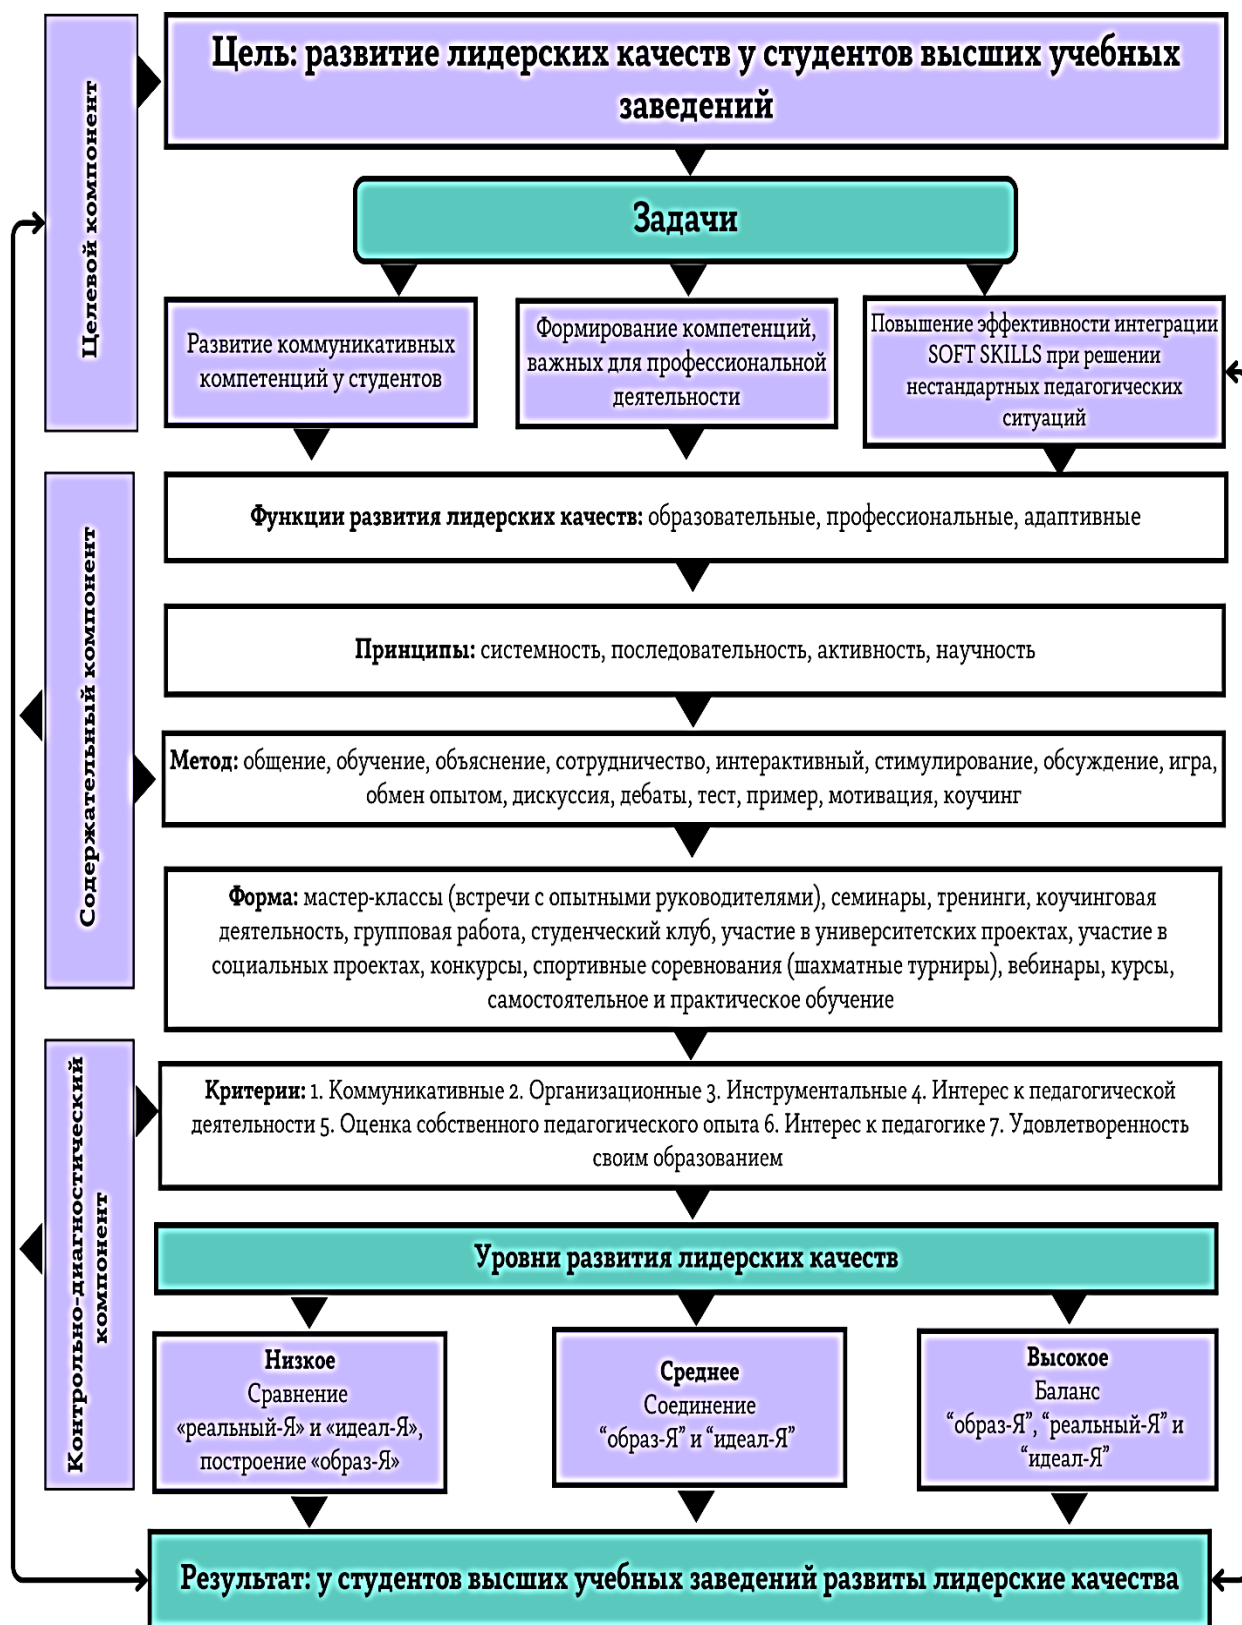 Целевой компонент
Цель: развитие лидерских качеств у студентов высших учебных
заведений
Задачи
Развитие коммуникативных
компетенций у студентов
Формирование компетенций,
важных для профессиональной
деятельности
Повышение эффективности интеграции
SOFT SKILLS при решении
нестандартных педагогических
ситуаций
Содержательный компонент
Функции развития лидерских качеств: образовательные, профессиональные, адаптивные
Принципы: системность, последовательность, активность, научность
Метод: общение, обучение, объяснение, сотрудничество, интерактивный, стимулирование, обсуждение, игра,
обмен опытом, дискуссия, дебаты, тест, пример, мотивация, коучинг
Форма: мастер-классы (встречи с опытными руководителями), семинары, тренинги, коучинговая
деятельность, групповая работа, студенческий клуб, участие в университетских проектах, участие в
социальных проектах, конкурсы, спортивные соревнования (шахматные турниры), вебинары, курсы,
самостоятельное и практическое обучение
Контрольно-диагностический
компонент
Критерии: 1. Коммуникативные 2. Организационные 3. Инструментальные 4. Интерес к педагогической
деятельности 5. Оценка собственного педагогического опыта 6. Интерес к педагогике 7. Удовлетворенность
своим образованием
Уровни развития лидерских качеств
Низкое
Сравнение
«реальный-Я» и «идеал-Я»,
построение «образ-Я»
Среднее
Соединение
“образ-Я” и “идеал-Я”
Высокое
Баланс
“образ-Я”, “реальный-Я” и
“идеал-Я”
Результат: у студентов высших учебных заведений развиты лидерские качества